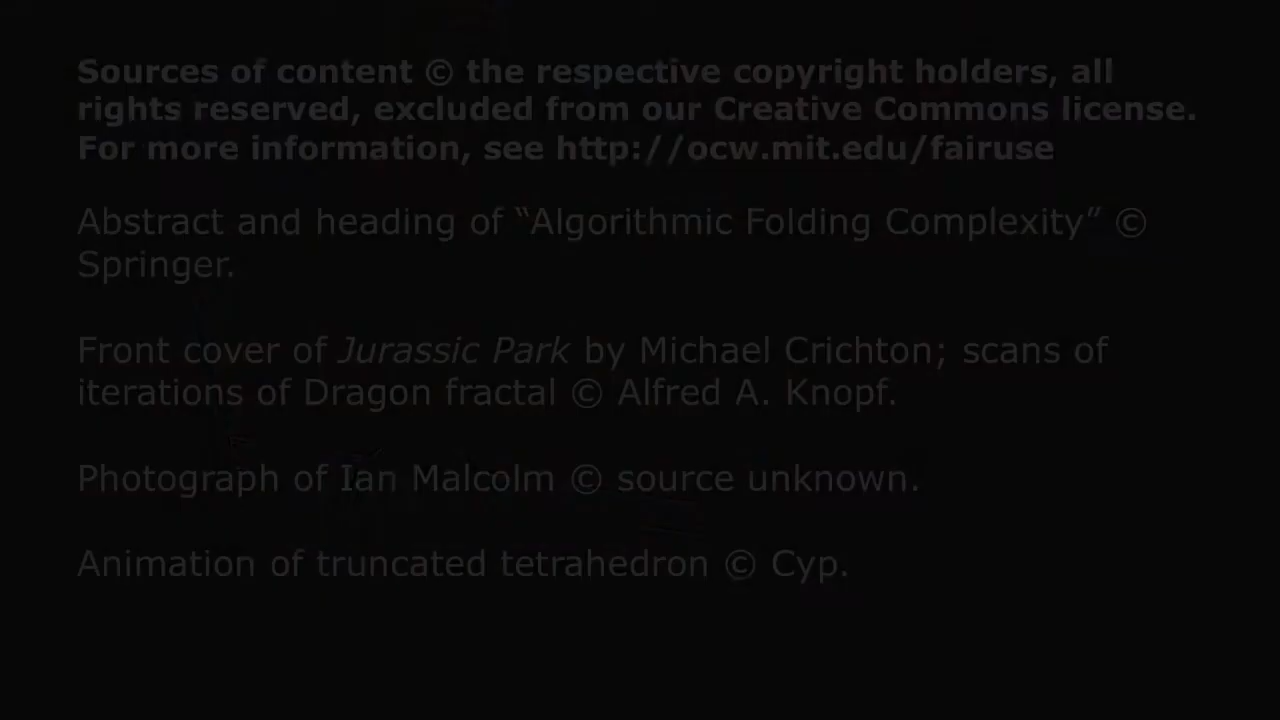 Sources of content © the respective copyright holders, all
rights reserved, excluded from our Creative Commons license.
For more information, see http://ocw.mit.edu/fairuse
Abstract and heading of “Algorithmic Folding Complexity” ©
Springer.
Front cover of Jurassic Park by Michael Crichton; scans of
iterations of Dragon fractal © Alfred A. Knopf.
Photograph of Ian Malcolm © source unknown.
Animation of truncated tetrahedron © Cyp.